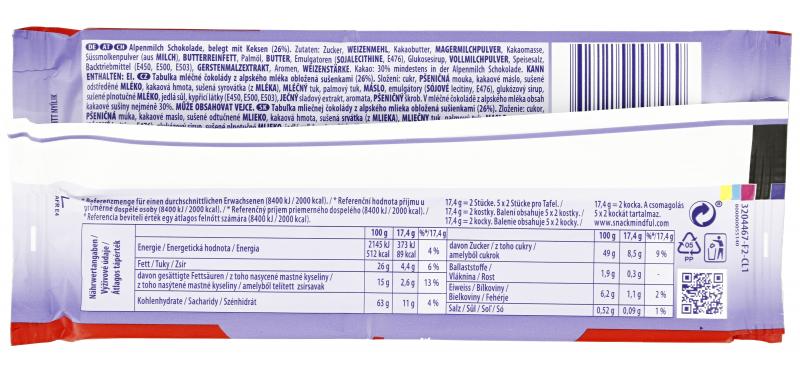 DE AT CH Alpenmilch Schokolade, belegt mit Keksen (26%). Zutaten: Zucker, WEIZENMEHL, Kakaobutter, MAGERMILCHPULVER, Kakaomasse,
Süssmolkenpulver (aus MILCH), BUTTERREINFETT, Palmöl, BUTTER, Emulgatoren (SOJALECITHINE, E476), Glukosesirup, VOLLMILCHPULVER, Speisesalz,
Backtriebmittel (E450, E500, E503), GERSTENMALZEXTRAKT, Aromen, WEIZENSTÄRKE. Kakao: 30% mindestens in der Alpenmilch Schokolade. KANN
ENTHALTEN: EI. CZ Tabulka mléčné čokolády z alpského mléka obložená sušenkami (26%). Složení: cukr, PŠENIČNÁ mouka, kakaové máslo, sušené
odstředěné MLÉKO, kakaová hmota, sušená syrovátka (z MLÉKA), MLÉČNÝ tuk, palmový tuk, MÁSLO, emulgátory (SÓJOVÉ lecitiny, E476), glukózový sirup,
sušené plnotučné MLÉKO, jedlá sůl, kypřicí látky (E450, E500, E503), JEČNÝ sladový extrakt, aromata, PŠENIČNÝ škrob. V mléčné čokoládě z alpského mléka obsah
kakaové sušiny nejméně 30%. MŮŽE OBSAHOVAT VEJCE. SK Tabuľka mliečnej čokolády z alpského mlieka obložená sušienkami (26%). Zloženie: cukor,
PŠENIČNÁ múka, kakaové maslo, sušené odtučnené MLIEKO, kakaová hmota, sušená srvátka (z MLIEKA), MLIEČNY tuk, palmový tuk, MASLO,
* Referenzmenge für einen durchschnittlichen Erwachsenen (8400 kJ / 2000 kcal). / * Referenční hodnota příjmu u
průměrné dospělé osoby (8400 kJ / 2000 kcal). / * Referenčný príjem priemerného dospelého (8400 kJ / 2000 kcal).
/ * Referencia beviteli érték egy átlagos felnőtt számára (8400 kJ / 2000 kcal).
17,4 g = 2 Stücke. 5 x 2 Stücke pro Tafel. /
17,4 g = 2 kostky. Balení obsahuje 5 x 2 kostky. /
17,4 g = 2 kocky. Balenie obsahuje 5 x 2 kocky. /
17,4 g = 2 kocka. A csomagolás
5 x 2 kockát tartalmaz.
www.snackmindful.com
Nährwertangaben /
Výživové údaje /
Átlagos tápérték
100 g 17,4 g %*/17,4 g
Energie / Energetická hodnota / Energia 2145 kJ 373 kJ 4 %
512 kcal 89 kcal
Fett / Tuky / Zsír 26 g 4,4 g 6 %
davon gesättigte Fettsäuren / z toho nasycené mastné kyseliny /
z toho nasýtené mastné kyseliny / amelyből telített zsírsavak 15 g 2,6 g 13 %
Kohlenhydrate / Sacharidy / Szénhidrát 63 g 11 g 4 %
100 g 17,4 g %*/17,4 g
davon Zucker / z toho cukry /
amelyből cukrok 49 g 8,5 g 9 %
Ballaststoffe /
Vláknina / Rost 1,9 g 0,3 g -
Eiweiss / Bílkoviny /
Bielkoviny / Fehérje 6,2 g 1,1 g 2 %
Salz / Sůl / Soľ / Só 0,52 g 0,09 g 1 %
05
PP
3204467-F2-CL1